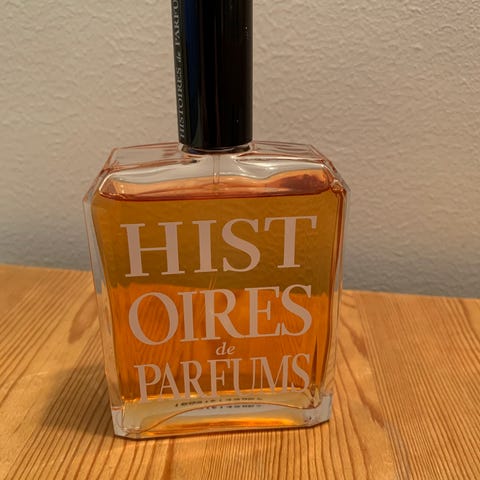 HISTOIRES de PARFUMS
HIST
OIRES
de
PARFUMS